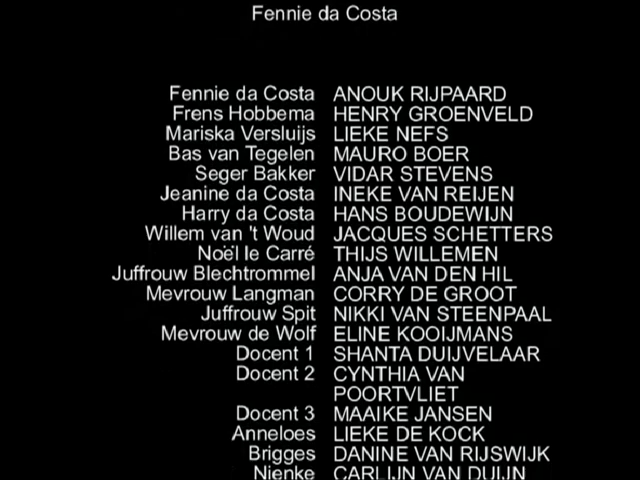 Fennie da Costa
Fennie da Costa ANOUK RIJPAARD
Frens Hobbema HENRY GROENVELD
Mariska Versluijs LIEKE NEFS
Bas van Tegelen MAURO BOER
Seger Bakker VIDAR STEVENS
Jeanine da Costa INEKE VAN REIJEN
Harry da Costa HANS BOUDEWIJN
Willem van 't Woud JACQUES SCHETTERS
Noël le Carré THIJS WILLEMEN
Juffrouw Blechtrommel ANJA VAN DEN HIL
Mevrouw Langman CORRY DE GROOT
Juffrouw Spit NIKKI VAN STEENPAAL
Mevrouw de Wolf ELINE KOOIJMANS
Docent 1 SHANTA DUIJVELAAR
Docent 2 CYNTHIA VAN
POORTVLIET
Docent 3 MAAIKE JANSEN
Anneloes LIEKE DE KOCK
Brigges DANINE VAN RIJSWIJK
Nienke CARLIJN VAN DUIJN